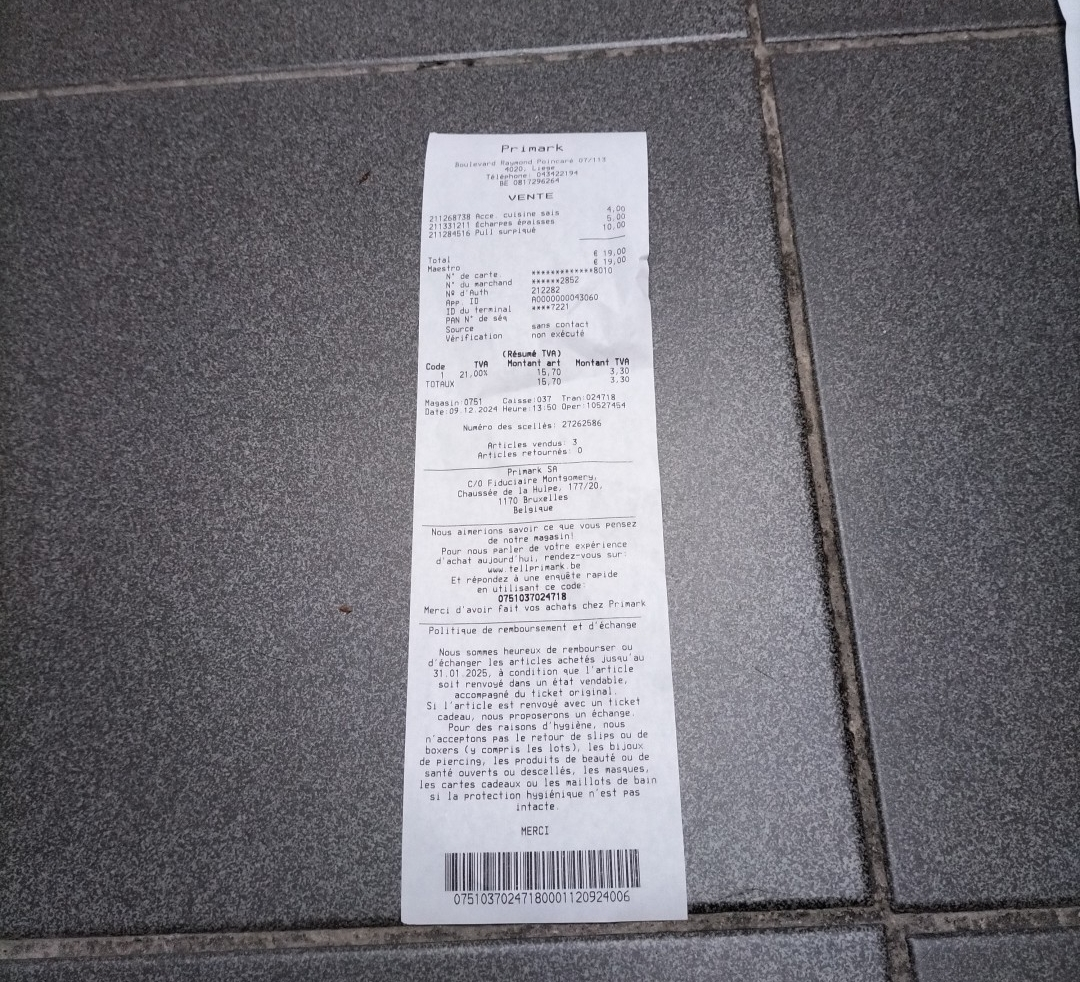 Primark
Boulevard Raymond Poincaré 07/113
4020, Liege
Téléphone: 043422194
BE 0817296264
VENTE
211268738 Acce. cuisine sais 4,00
211331211 Echarpes épaisses 5,00
211284516 Pull surpiqué 10,00
Total € 19,00
Maestro € 19,00
N° de carte *************8010
N° du marchand ******2852
Nº d'Auth 212282
App. ID A0000000043060
ID du terminal ****7221
PAN N° de séq
Source sans contact
Vérification non exécuté
(Résumé TVA)
Code TVA Montant art Montant TVA
1 21,00% 15,70 3,30
TOTAUX 15,70 3,30
Magasin:0751 Caisse:037 Tran:024718
Date:09.12.2024 Heure:13:50 Oper:10527454
Numéro des scellés: 27262586
Articles vendus: 3
Articles retournés: 0
Primark SA
C/O Fiduciaire Montgomery,
Chaussée de la Hulpe, 177/20,
1170 Bruxelles
Belgique
Nous aimerions savoir ce que vous pensez
de notre magasin!
Pour nous parler de votre expérience
d'achat aujourd'hui, rendez-vous sur:
www.tellprimark.be
Et répondez à une enquête rapide
en utilisant ce code:
0751037024718
Merci d'avoir fait vos achats chez Primark
Politique de remboursement et d'échange
Nous sommes heureux de rembourser ou
d'échanger les articles achetés jusqu'au
31.01.2025, à condition que l'article
soit renvoyé dans un état vendable,
accompagné du ticket original.
Si l'article est renvoyé avec un ticket
cadeau, nous proposerons un échange.
Pour des raisons d'hygiène, nous
n'acceptons pas le retour de slips ou de
boxers (y compris les lots), les bijoux
de piercing, les produits de beauté ou de
santé ouverts ou descellés, les masques,
les cartes cadeaux ou les maillots de bain
si la protection hygiénique n'est pas
intacte.
MERCI
07510370247180001120924006